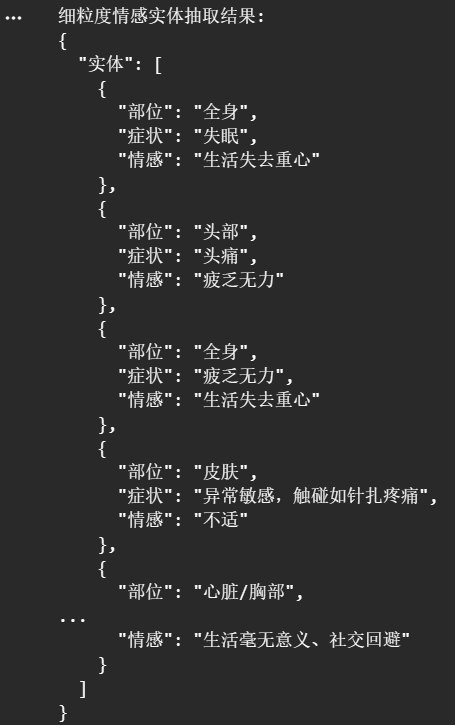 ... 细粒度情感实体抽取结果:
{
"实体": [
{
"部位": "全身",
"症状": "失眠",
"情感": "生活失去重心"
},
{
"部位": "头部",
"症状": "头痛",
"情感": "疲乏无力"
},
{
"部位": "全身",
"症状": "疲乏无力",
"情感": "生活失去重心"
},
{
"部位": "皮肤",
"症状": "异常敏感，触碰如针扎疼痛",
"情感": "不适"
},
{
"部位": "心脏/胸部",
...
"情感": "生活毫无意义、社交回避"
}
]
}